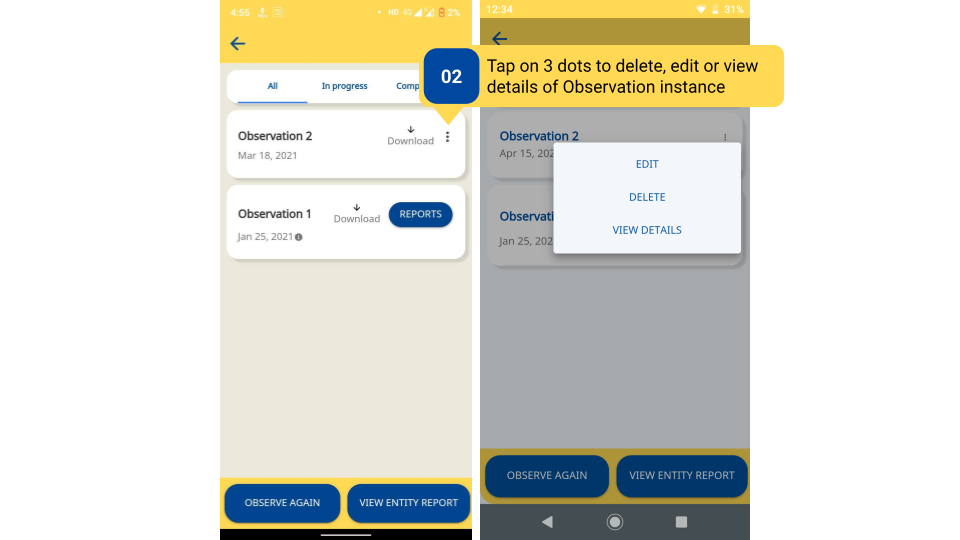 4:55
HD 4G 2%
All
In progress
Comp
Observation 2
Download
Mar 18, 2021
Observation 1
Download
REPORTS
Jan 25, 2021
OBSERVE AGAIN
VIEW ENTITY REPORT
02
Tap on 3 dots to delete, edit or view
details of Observation instance
12:34
31%
Observation 2
Apr 15, 202
EDIT
DELETE
VIEW DETAILS
Observati
Jan 25, 202
OBSERVE AGAIN
VIEW ENTITY REPORT